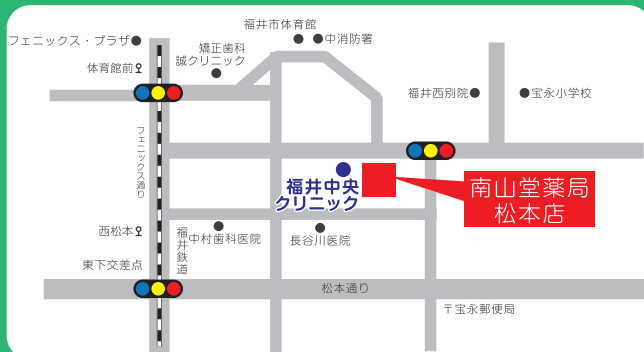 福井市体育館
フェニックス・プラザ
中消防署
矯正歯科
誠クリニック
体育館前
福井西別院
宝永小学校
フェニックス通り
福井中央
クリニック
南山堂薬局
松本店
西松本
福井鉄道
中村歯科医院
長谷川医院
東下交差点
松本通り
〒宝永郵便局